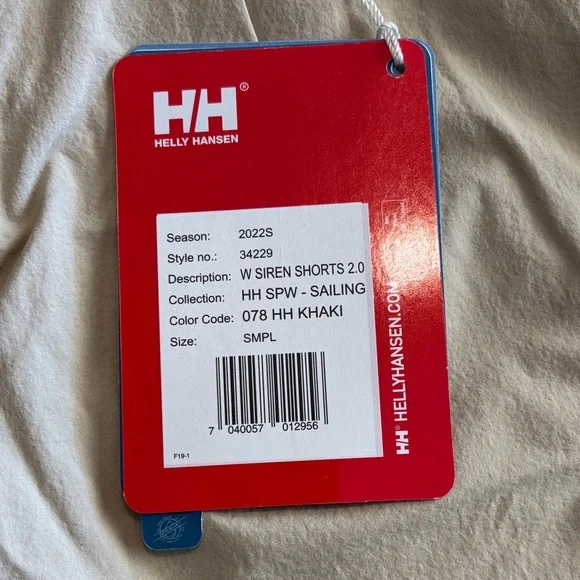 HH®
HELLY HANSEN
Season: 2022S
Style no.: 34229
Description: W SIREN SHORTS 2.0
Collection: HH SPW - SAILING
Color Code: 078 HH KHAKI
Size: SMPL
7 040057 012956
F19-1
HH® HELLYHANSEN.COM